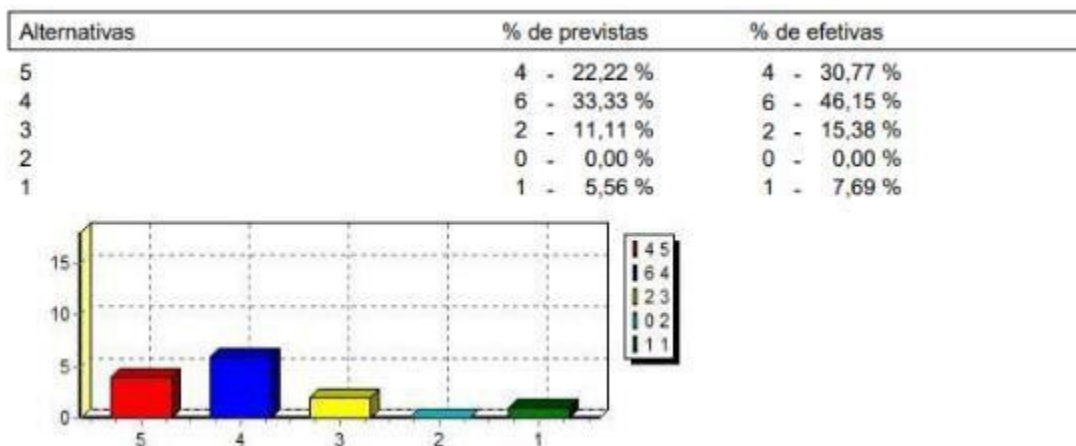 Alternativas % de previstas % de efetivas
5 4 - 22,22 % 4 - 30,77 %
4 6 - 33,33 % 6 - 46,15 %
3 2 - 11,11 % 2 - 15,38 %
2 0 - 0,00 % 0 - 0,00 %
1 1 - 5,56 % 1 - 7,69 %
15
10
5
0
5 4 3 2 1
4 5
6 4
2 3
0 2
1 1